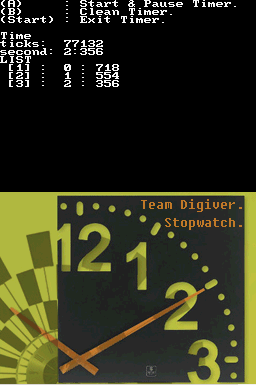 (A) : Start & Pause Timer.
(B) : Clean Timer.
(Start) : Exit Timer.
Time
ticks: 77132
second: 2:356
LIST
[1] : 0 : 718
[2] : 1 : 554
[3] : 2 : 356
Team Digiver.
Stopwatch.
12
1
2
3